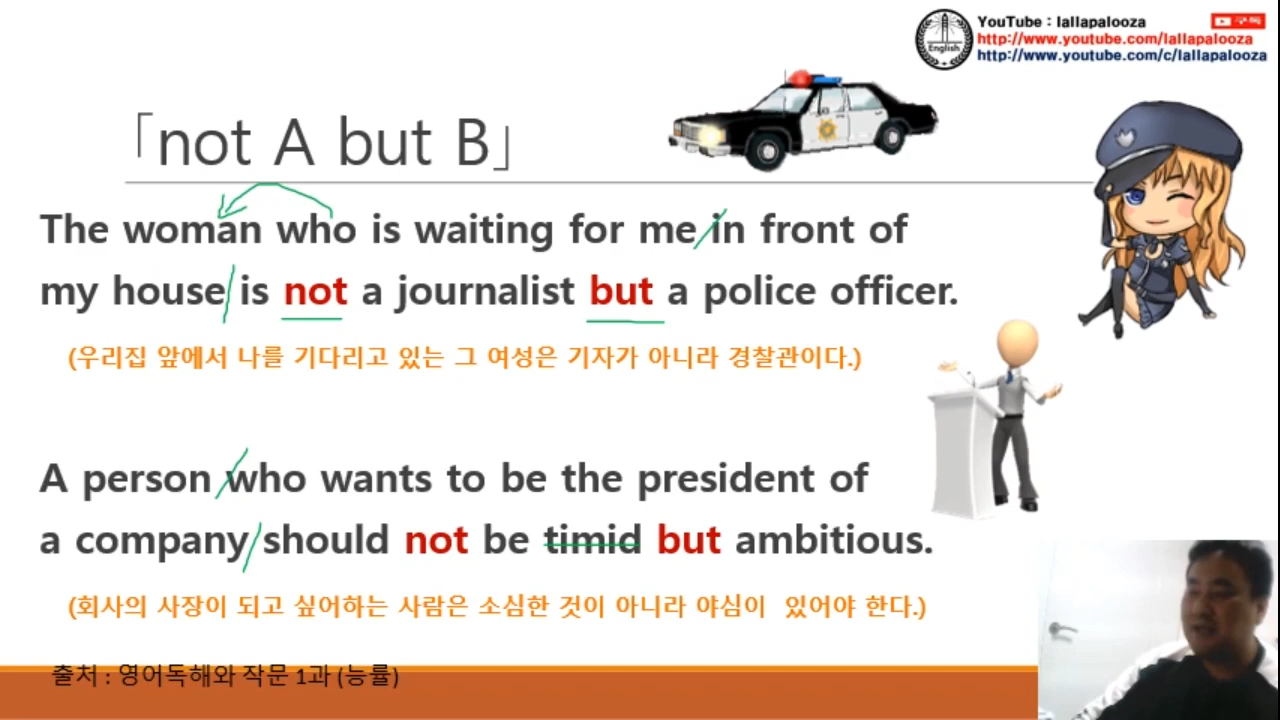 YouTube : lallapalooza
구독
http://www.youtube.com/lallapalooza
English
http://www.youtube.com/c/lallapalooza
「not A but B」
The woman who is waiting for me in front of
my house is not a journalist but a police officer.
(우리집 앞에서 나를 기다리고 있는 그 여성은 기자가 아니라 경찰관이다.)
A person who wants to be the president of
a company should not be timid but ambitious.
(회사의 사장이 되고 싶어하는 사람은 소심한 것이 아니라 야심이 있어야 한다.)
출처 : 영어독해와 작문 1과 (능률)